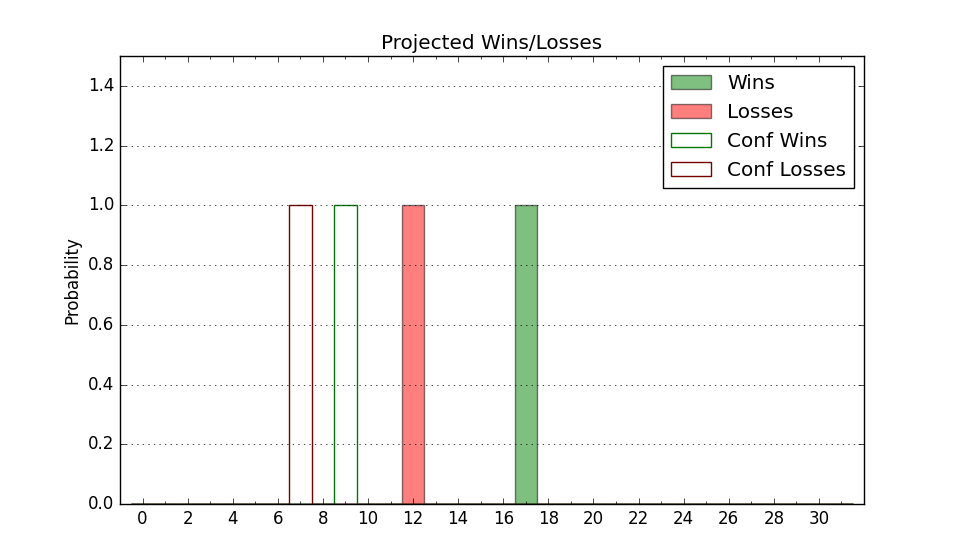 Projected Wins/Losses
Wins
Losses
Conf Wins
Conf Losses
Probability
1.4
1.2
1.0
0.8
0.6
0.4
0.2
0.0
0 2 4 6 8 10 12 14 16 18 20 22 24 26 28 30